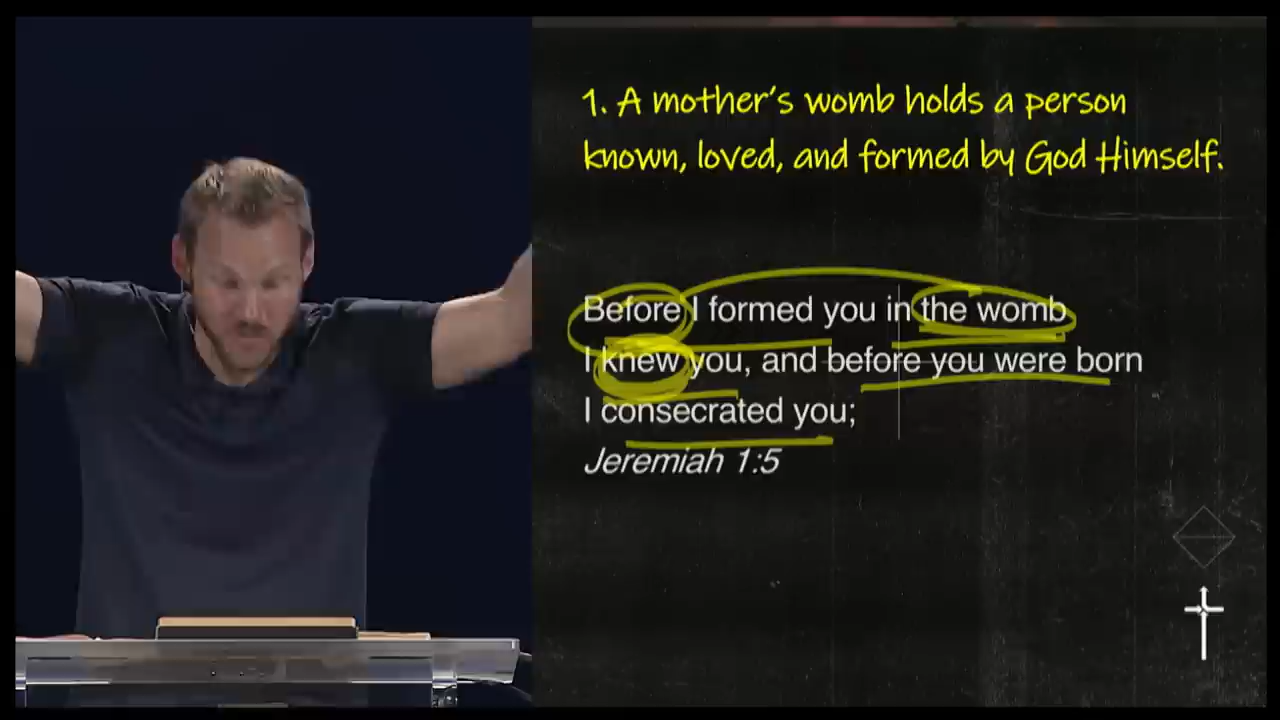 1. A mother's womb holds a person
known, loved, and formed by God Himself.
Before I formed you in the womb
I knew you, and before you were born
I consecrated you;
Jeremiah 1:5